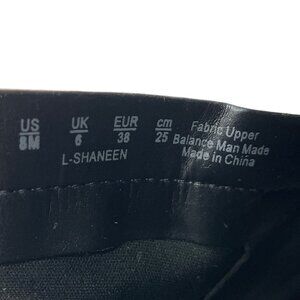 US UK EUR cm Fabric Upper
8M 6 38 25 Balance Man Made
L-SHANEEN Made in China